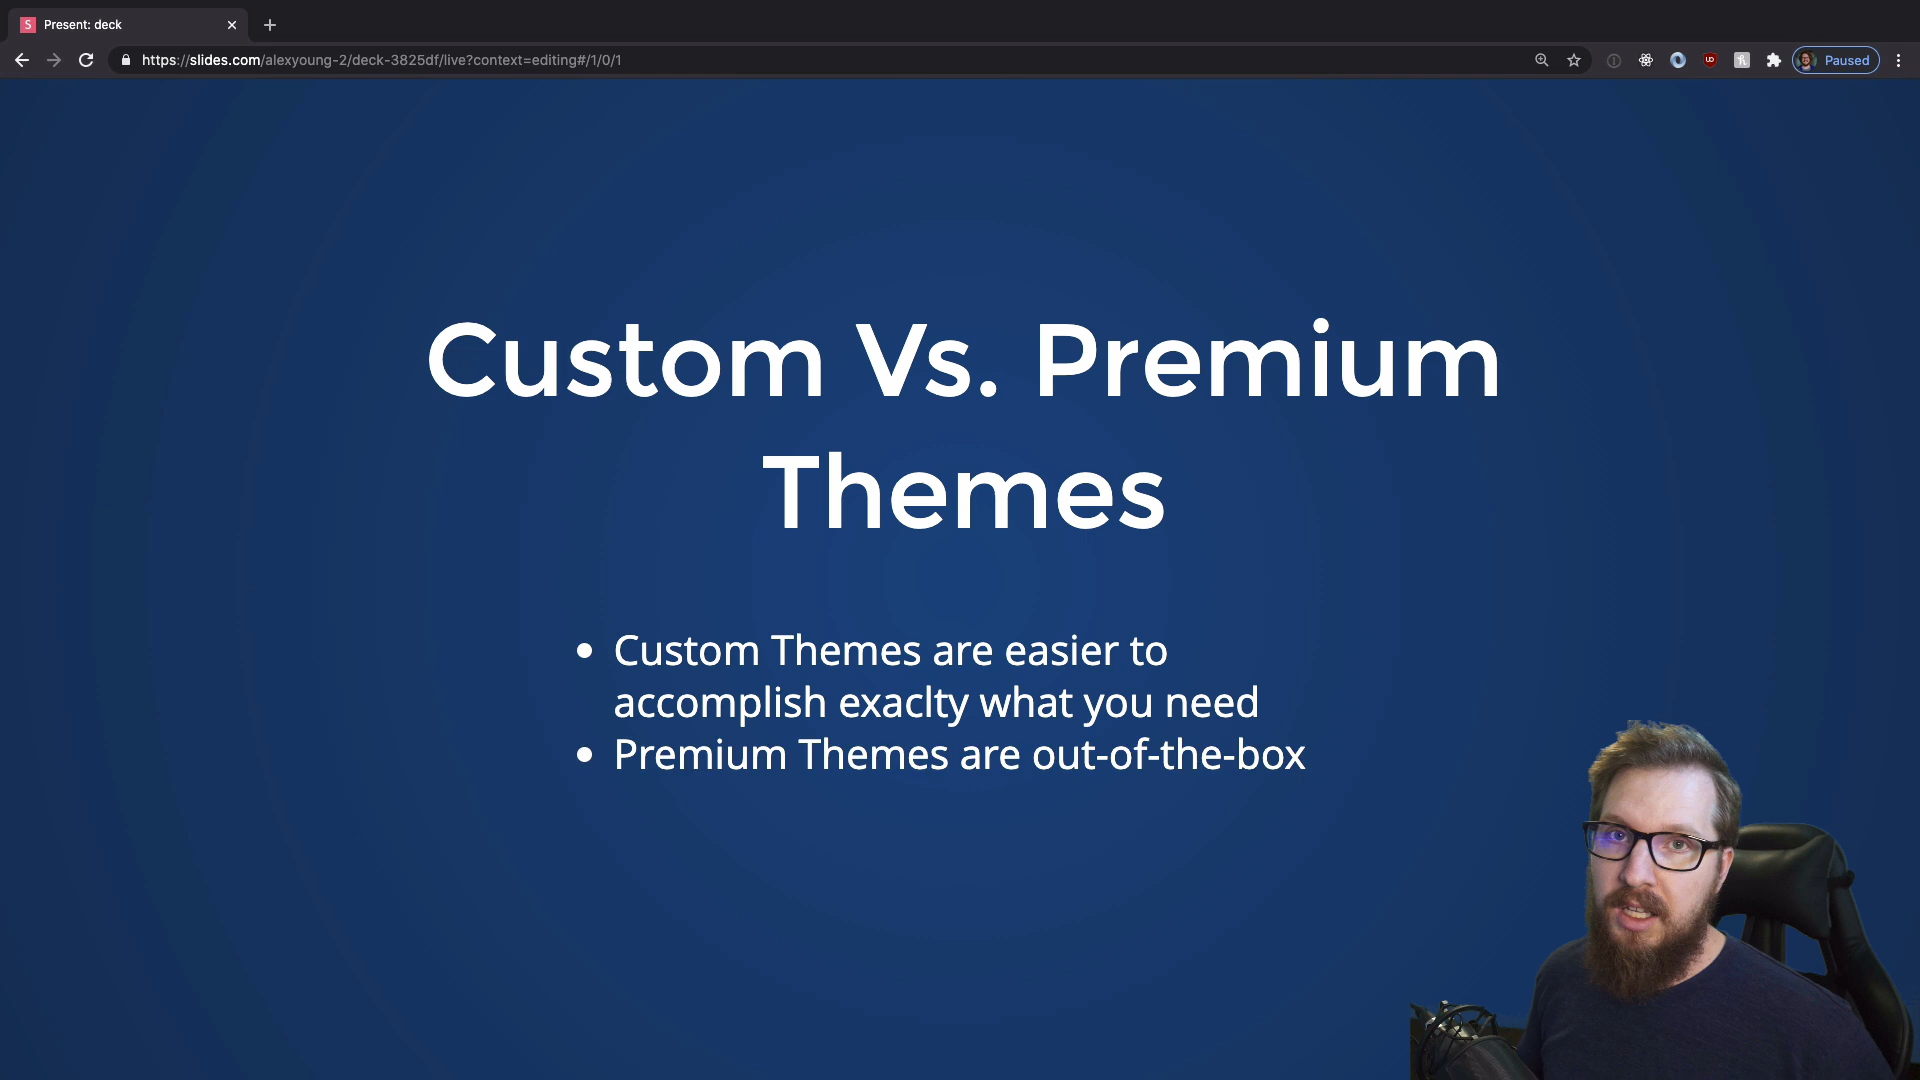 S Present: deck
https://slides.com/alexyoung-2/deck-3825df/live?context=editing#/1/0/1
Paused
Custom Vs. Premium
Themes
• Custom Themes are easier to
accomplish exaclty what you need
• Premium Themes are out-of-the-box